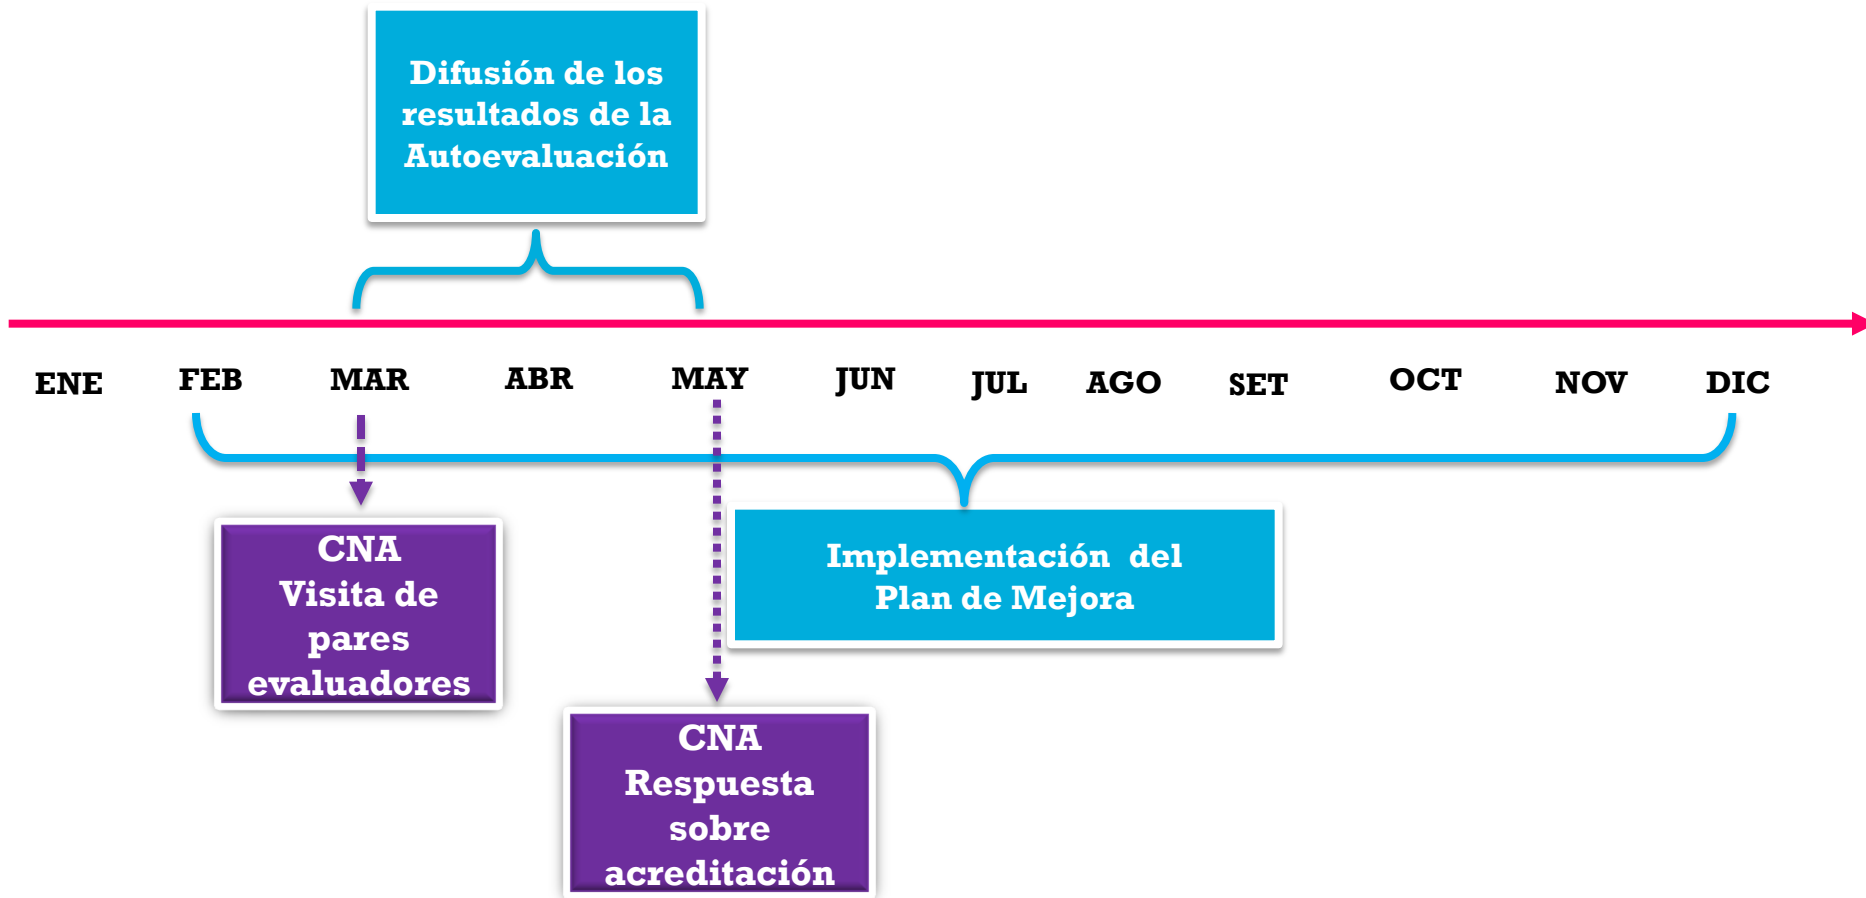 Difusión de los
resultados de la
Autoevaluación
ENE FEB MAR ABR MAY JUN JUL AGO SET OCT NOV DIC
CNA
Visita de
pares
evaluadores
Implementación del
Plan de Mejora
CNA
Respuesta
sobre
acreditación